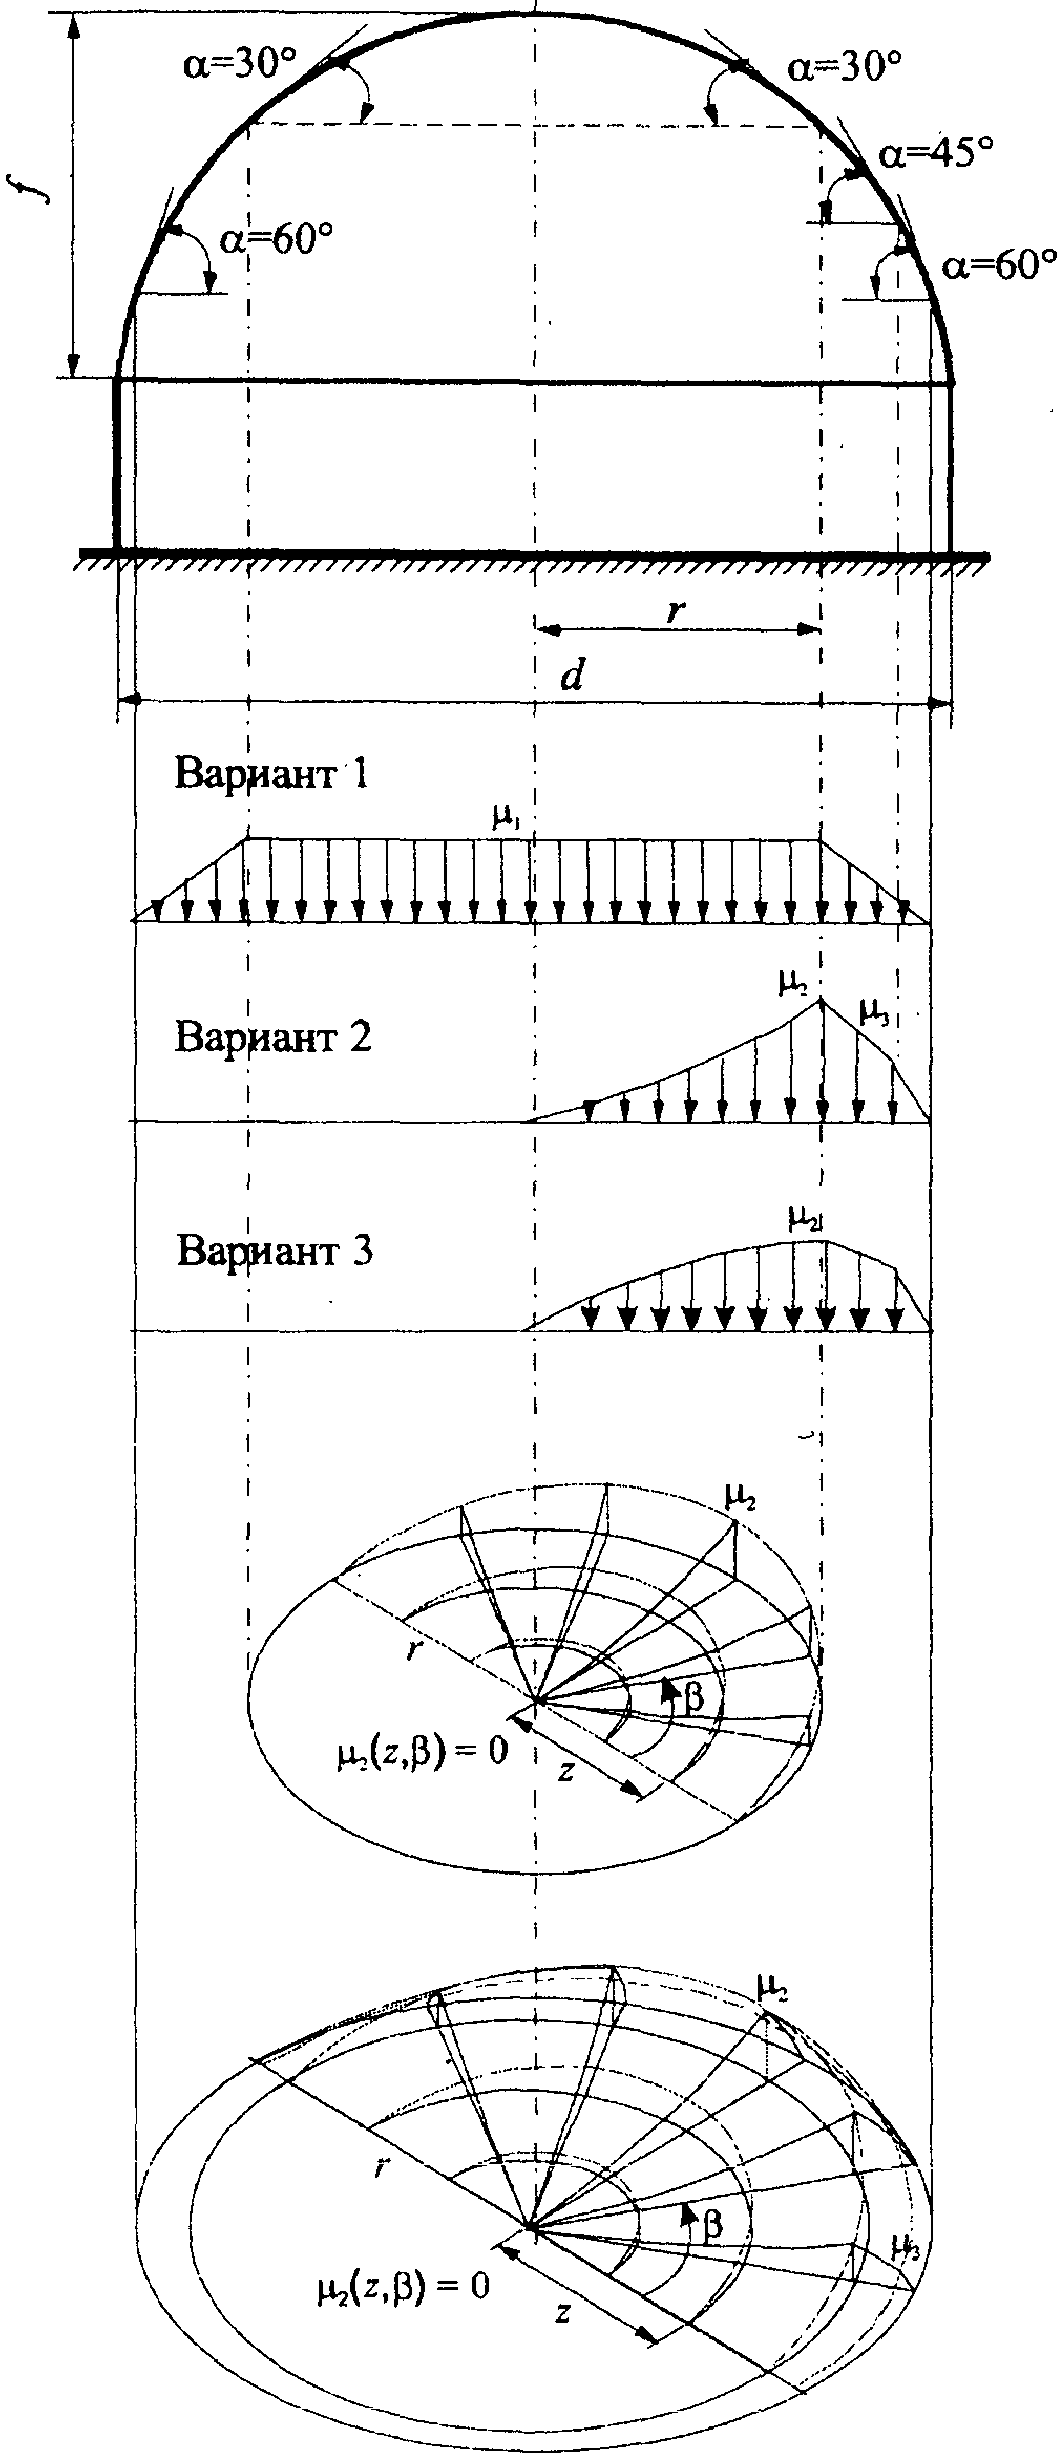 α=30°
α=30°
α=45°
α=60°
α=60°
f
r
d
Вариант 1
μ₁
Вариант 2
μ₂
μ₃
Вариант 3
μ₂
μ₂
r
β
μ₂(z,β) = 0
z
μ₂
r
β
μ₃
μ₂(z,β) = 0
z